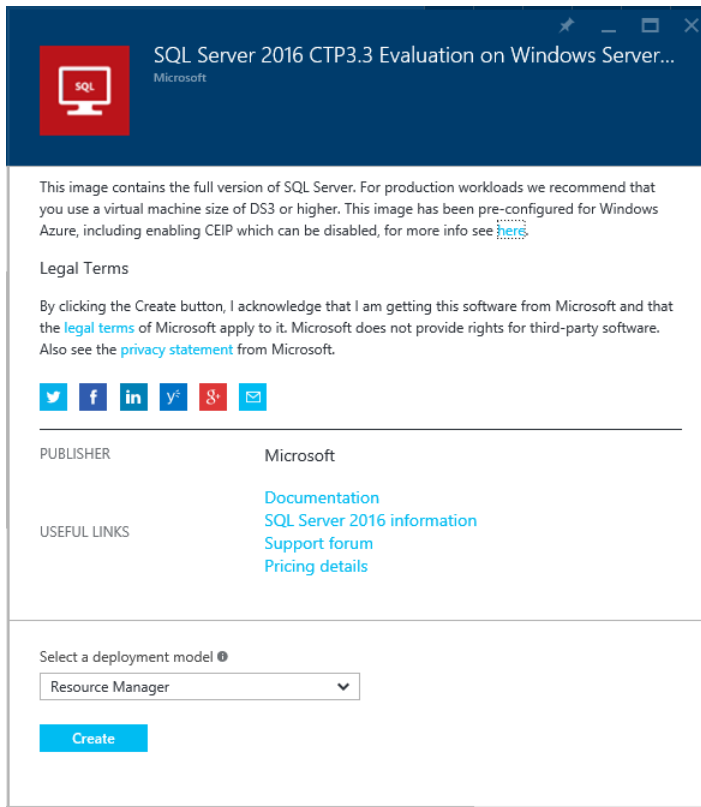 SQL
SQL Server 2016 CTP3.3 Evaluation on Windows Server...
Microsoft
This image contains the full version of SQL Server. For production workloads we recommend that
you use a virtual machine size of DS3 or higher. This image has been pre-configured for Windows
Azure, including enabling CEIP which can be disabled, for more info see here.
Legal Terms
By clicking the Create button, I acknowledge that I am getting this software from Microsoft and that
the legal terms of Microsoft apply to it. Microsoft does not provide rights for third-party software.
Also see the privacy statement from Microsoft.
PUBLISHER
Microsoft
USEFUL LINKS
Documentation
SQL Server 2016 information
Support forum
Pricing details
Select a deployment model
Resource Manager
Create